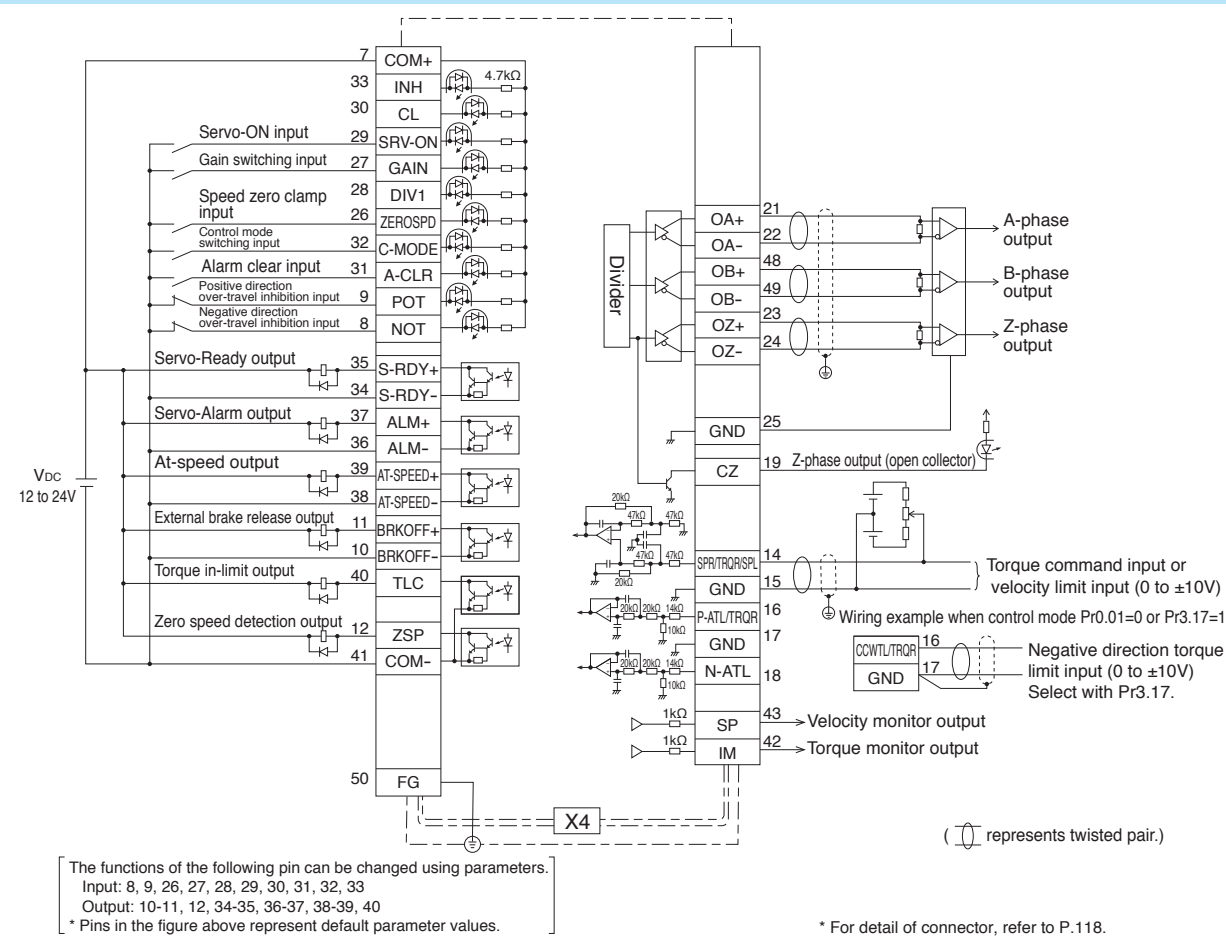 7 COM+
33 INH 4.7kΩ
30 CL
Servo-ON input 29 SRV-ON
Gain switching input 27 GAIN
28 DIV1
Speed zero clamp
input 26 ZEROSPD
Control mode
switching input 32 C-MODE
Alarm clear input 31 A-CLR
Positive direction
over-travel inhibition input 9 POT
Negative direction
over-travel inhibition input 8 NOT
Servo-Ready output 35 S-RDY+
34 S-RDY-
Servo-Alarm output 37 ALM+
36 ALM-
At-speed output 39 AT-SPEED+
38 AT-SPEED-
VDC
12 to 24V
External brake release output 11 BRKOFF+
10 BRKOFF-
Torque in-limit output 40 TLC
Zero speed detection output 12 ZSP
41 COM-
50 FG
X4
Divider
OA+ 21
OA- 22
A-phase
output
OB+ 48
OB- 49
B-phase
output
OZ+ 23
OZ- 24
Z-phase
output
GND 25
CZ 19 Z-phase output (open collector)
20kΩ
47kΩ 47kΩ
47kΩ 47kΩ
20kΩ
SPR/TRQR/SPL 14
GND 15
Torque command input or
velocity limit input (0 to ±10V)
20kΩ 20kΩ 14kΩ
10kΩ
P-ATL/TRQR 16
GND 17
20kΩ 20kΩ 14kΩ
10kΩ
N-ATL 18
Wiring example when control mode Pr0.01=0 or Pr3.17=1
CCWTL/TRQR 16
GND 17
Negative direction torque
limit input (0 to ±10V)
Select with Pr3.17.
1kΩ SP 43 Velocity monitor output
1kΩ IM 42 Torque monitor output
( represents twisted pair.)
The functions of the following pin can be changed using parameters.
Input: 8, 9, 26, 27, 28, 29, 30, 31, 32, 33
Output: 10-11, 12, 34-35, 36-37, 38-39, 40
* Pins in the figure above represent default parameter values.
* For detail of connector, refer to P.118.